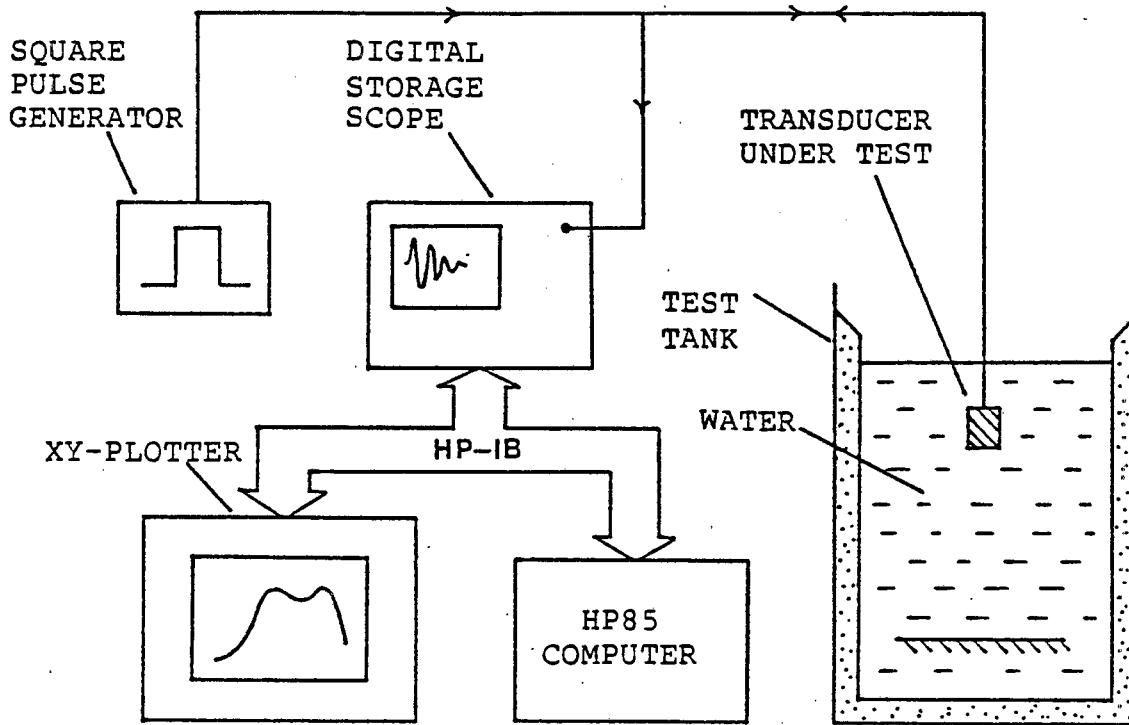 SQUARE
PULSE
GENERATOR
DIGITAL
STORAGE
SCOPE
TRANSDUCER
UNDER TEST
TEST
TANK
WATER
XY-PLOTTER
HP-IB
HP85
COMPUTER